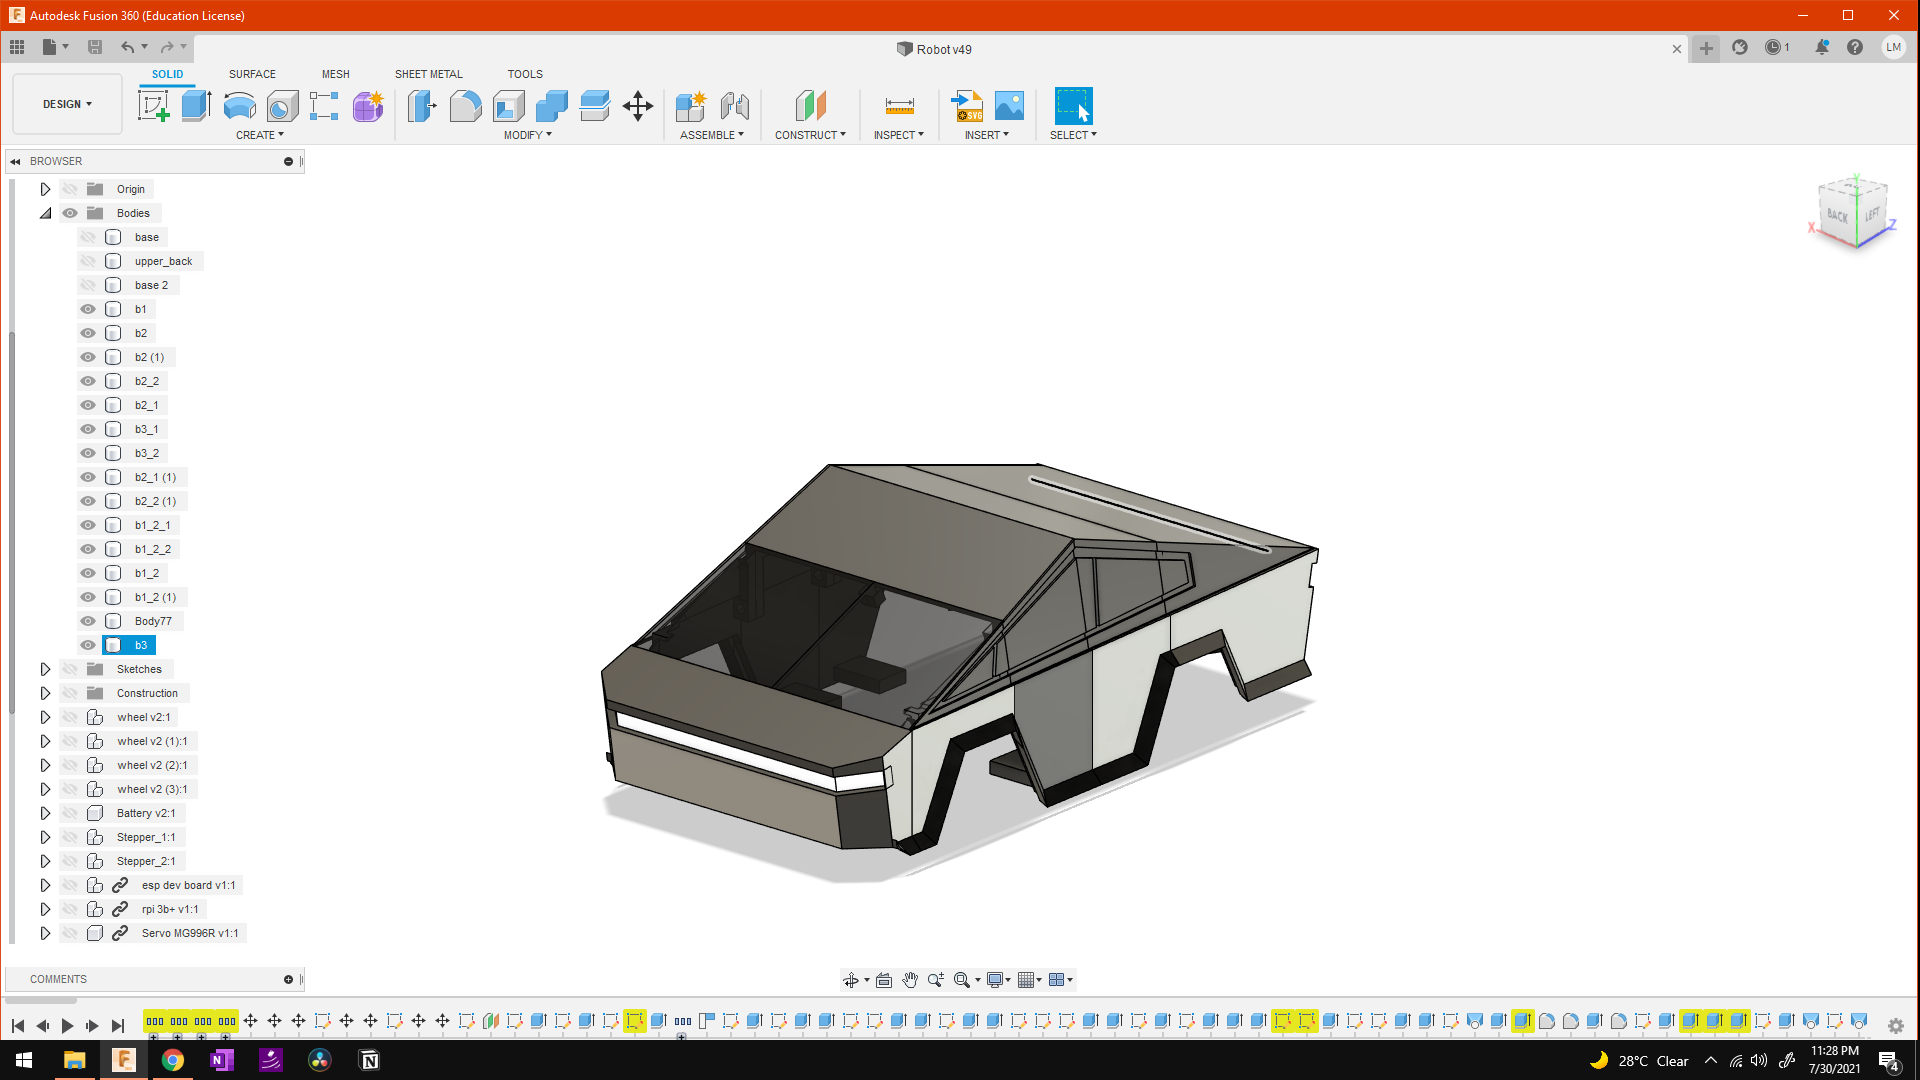 Autodesk Fusion 360 (Education License)
Robot v49
1
LM
DESIGN
SOLID
SURFACE
MESH
SHEET METAL
TOOLS
CREATE
MODIFY
ASSEMBLE
CONSTRUCT
INSPECT
SVG
INSERT
SELECT
BROWSER
Origin
Bodies
base
upper_back
base 2
b1
b2
b2 (1)
b2_2
b2_1
b3_1
b3_2
b2_1 (1)
b2_2 (1)
b1_2_1
b1_2_2
b1_2
b1_2 (1)
Body77
b3
Sketches
Construction
wheel v2:1
wheel v2 (1):1
wheel v2 (2):1
wheel v2 (3):1
Battery v2:1
Stepper_1:1
Stepper_2:1
esp dev board v1:1
rpi 3b+ v1:1
Servo MG996R v1:1
Y
BACK
LEFT
X
Z
COMMENTS
28°C Clear
11:28 PM
7/30/2021
4